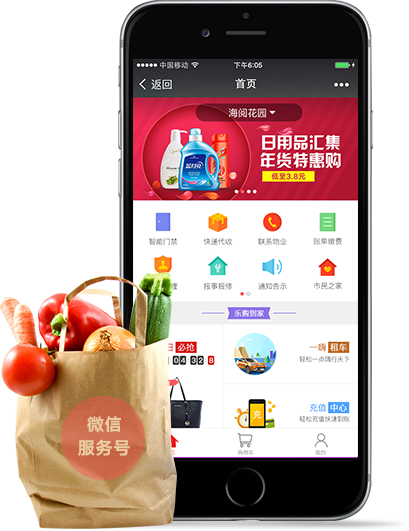 中国移动
下午6:05
返回
首页
海阅花园
日用品汇集
年货特惠购
低至3.8元
智能门禁
快递代收
联系物业
账单缴费
理
报事报修
通知告示
市民之家
乐购到家
日 必抢
04 32 8
一嗨 租车
轻松一点嗨行天下
充
充值 中心
轻松充值快速到账
购物车
我的
微信
服务号